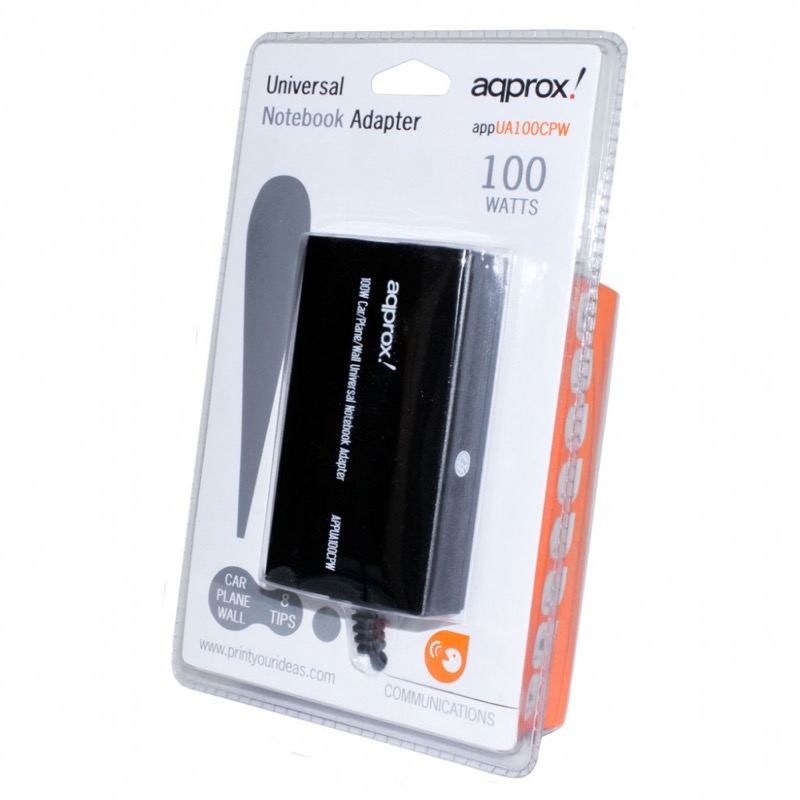 Universal
Notebook Adapter
aqprox!
appUA100CPW
100
WATTS
aqprox!
100W Car/Plane/Wall Universal Notebook Adapter
APPUA100CPW
CAR
PLANE
WALL
8
TIPS
www.printyourideas.com
COMMUNICATIONS